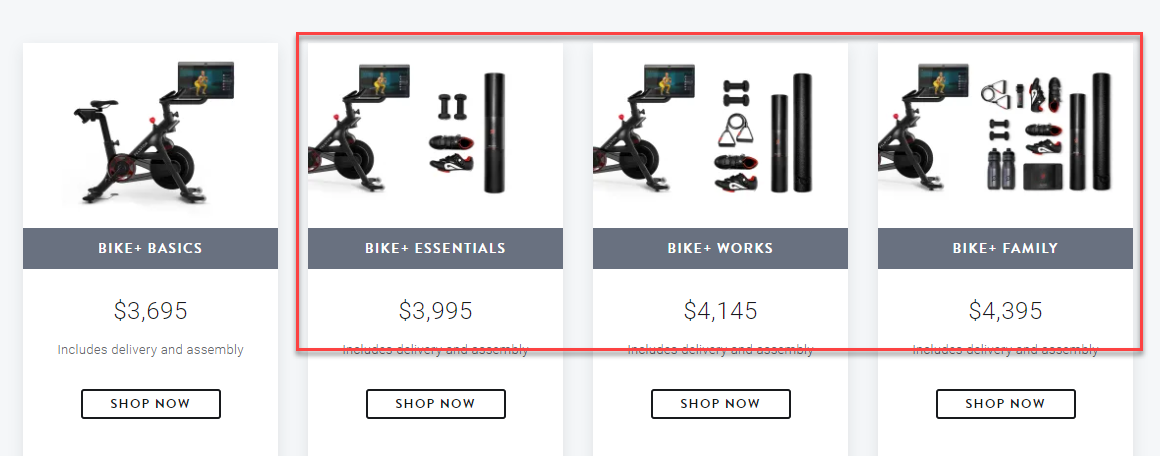 BIKE+ BASICS
$3,695
Includes delivery and assembly
SHOP NOW
BIKE+ ESSENTIALS
$3,995
Includes delivery and assembly
SHOP NOW
BIKE+ WORKS
$4,145
Includes delivery and assembly
SHOP NOW
BIKE+ FAMILY
$4,395
Includes delivery and assembly
SHOP NOW